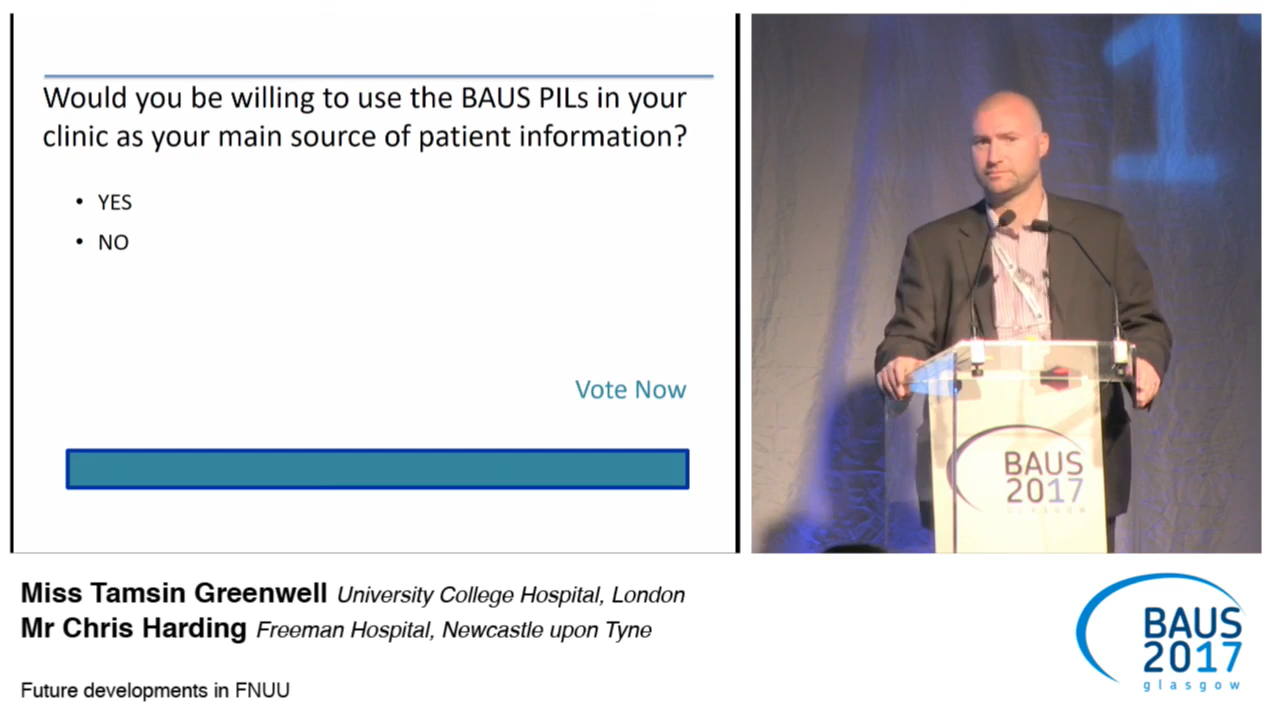 Would you be willing to use the BAUS PILs in your
clinic as your main source of patient information?
• YES
• NO
Vote Now
1
BAUS
2017
GLASGOW
Miss Tamsin Greenwell University College Hospital, London
Mr Chris Harding Freeman Hospital, Newcastle upon Tyne
Future developments in FNUU
BAUS
2017
glasgow